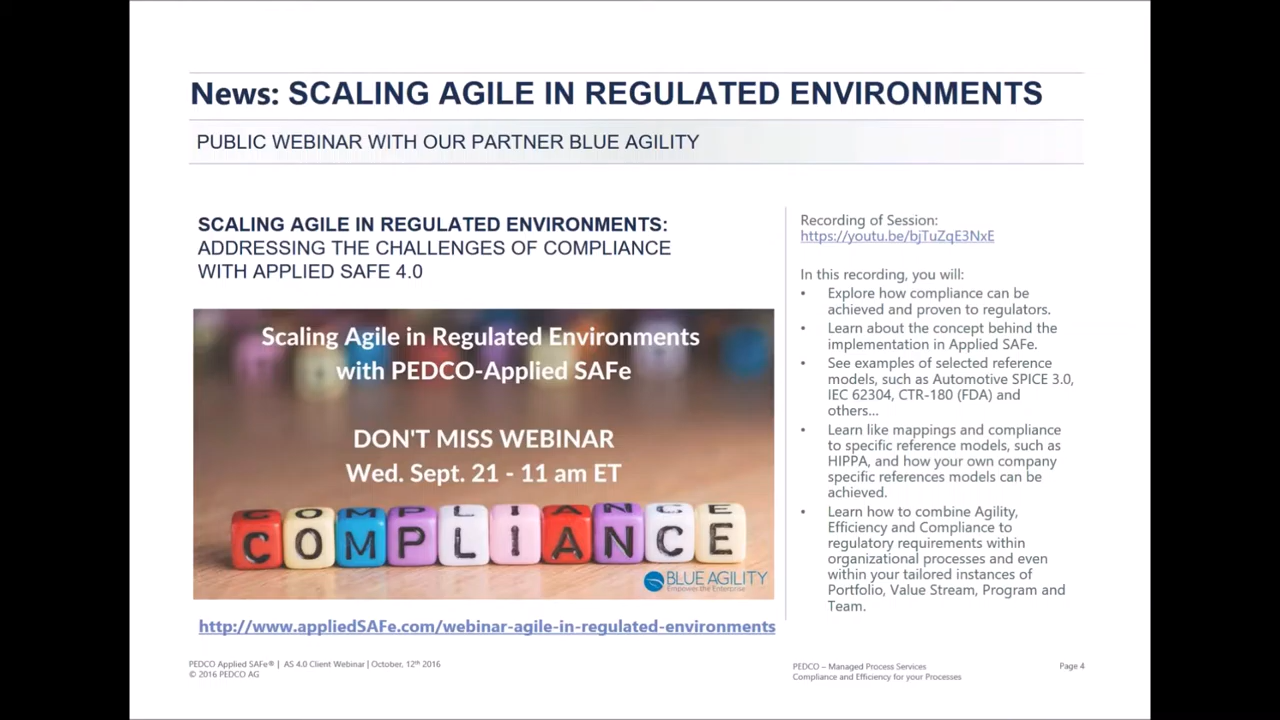 News: SCALING AGILE IN REGULATED ENVIRONMENTS
PUBLIC WEBINAR WITH OUR PARTNER BLUE AGILITY
SCALING AGILE IN REGULATED ENVIRONMENTS:
ADDRESSING THE CHALLENGES OF COMPLIANCE
WITH APPLIED SAFE 4.0
Scaling Agile in Regulated Environments
with PEDCO-Applied SAFe
DON'T MISS WEBINAR
Wed. Sept. 21 - 11 am ET
COMPLIANCE
COMPLIANCE
BLUE AGILITY
Empower the Enterprise
http://www.appliedSAFe.com/webinar-agile-in-regulated-environments
Recording of Session:
https://youtu.be/bjTuZqE3NxE
In this recording, you will:
• Explore how compliance can be
achieved and proven to regulators.
• Learn about the concept behind the
implementation in Applied SAFe.
• See examples of selected reference
models, such as Automotive SPICE 3.0,
IEC 62304, CTR-180 (FDA) and
others...
• Learn like mappings and compliance
to specific reference models, such as
HIPPA, and how your own company
specific references models can be
achieved.
• Learn how to combine Agility,
Efficiency and Compliance to
regulatory requirements within
organizational processes and even
within your tailored instances of
Portfolio, Value Stream, Program and
Team.
PEDCO Applied SAFe® | AS 4.0 Client Webinar | October, 12th 2016
© 2016 PEDCO AG
PEDCO – Managed Process Services
Compliance and Efficiency for your Processes
Page 4